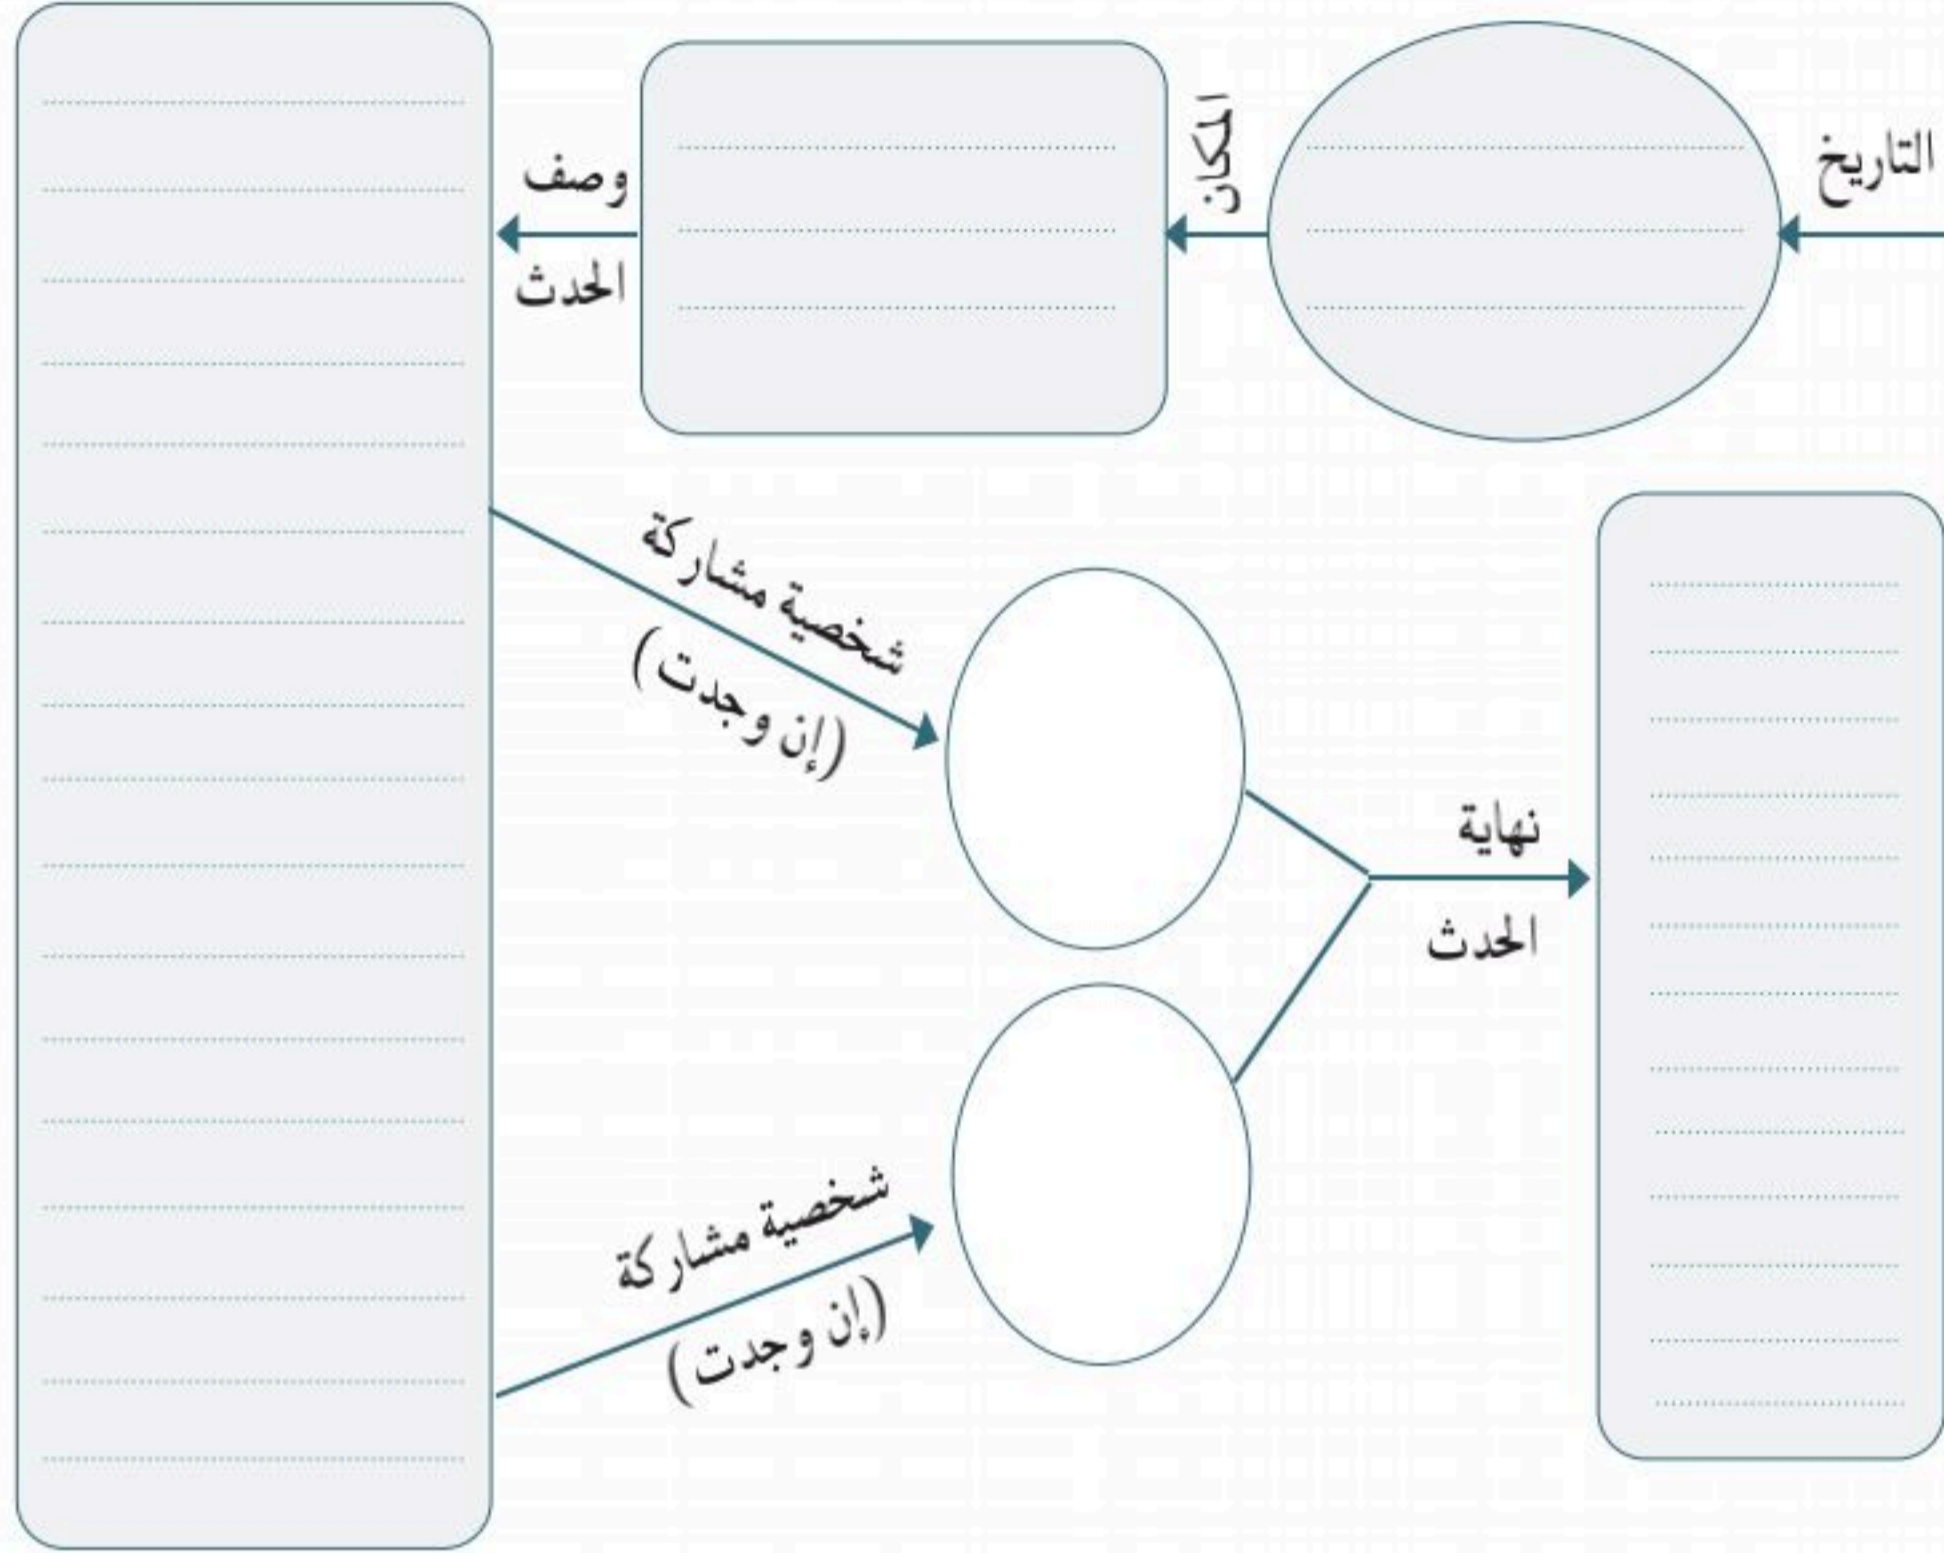 التاريخ
المكان
وصف
الحدث
شخصية مشاركة
(إن وجدت)
نهاية
الحدث
شخصية مشاركة
(إن وجدت)